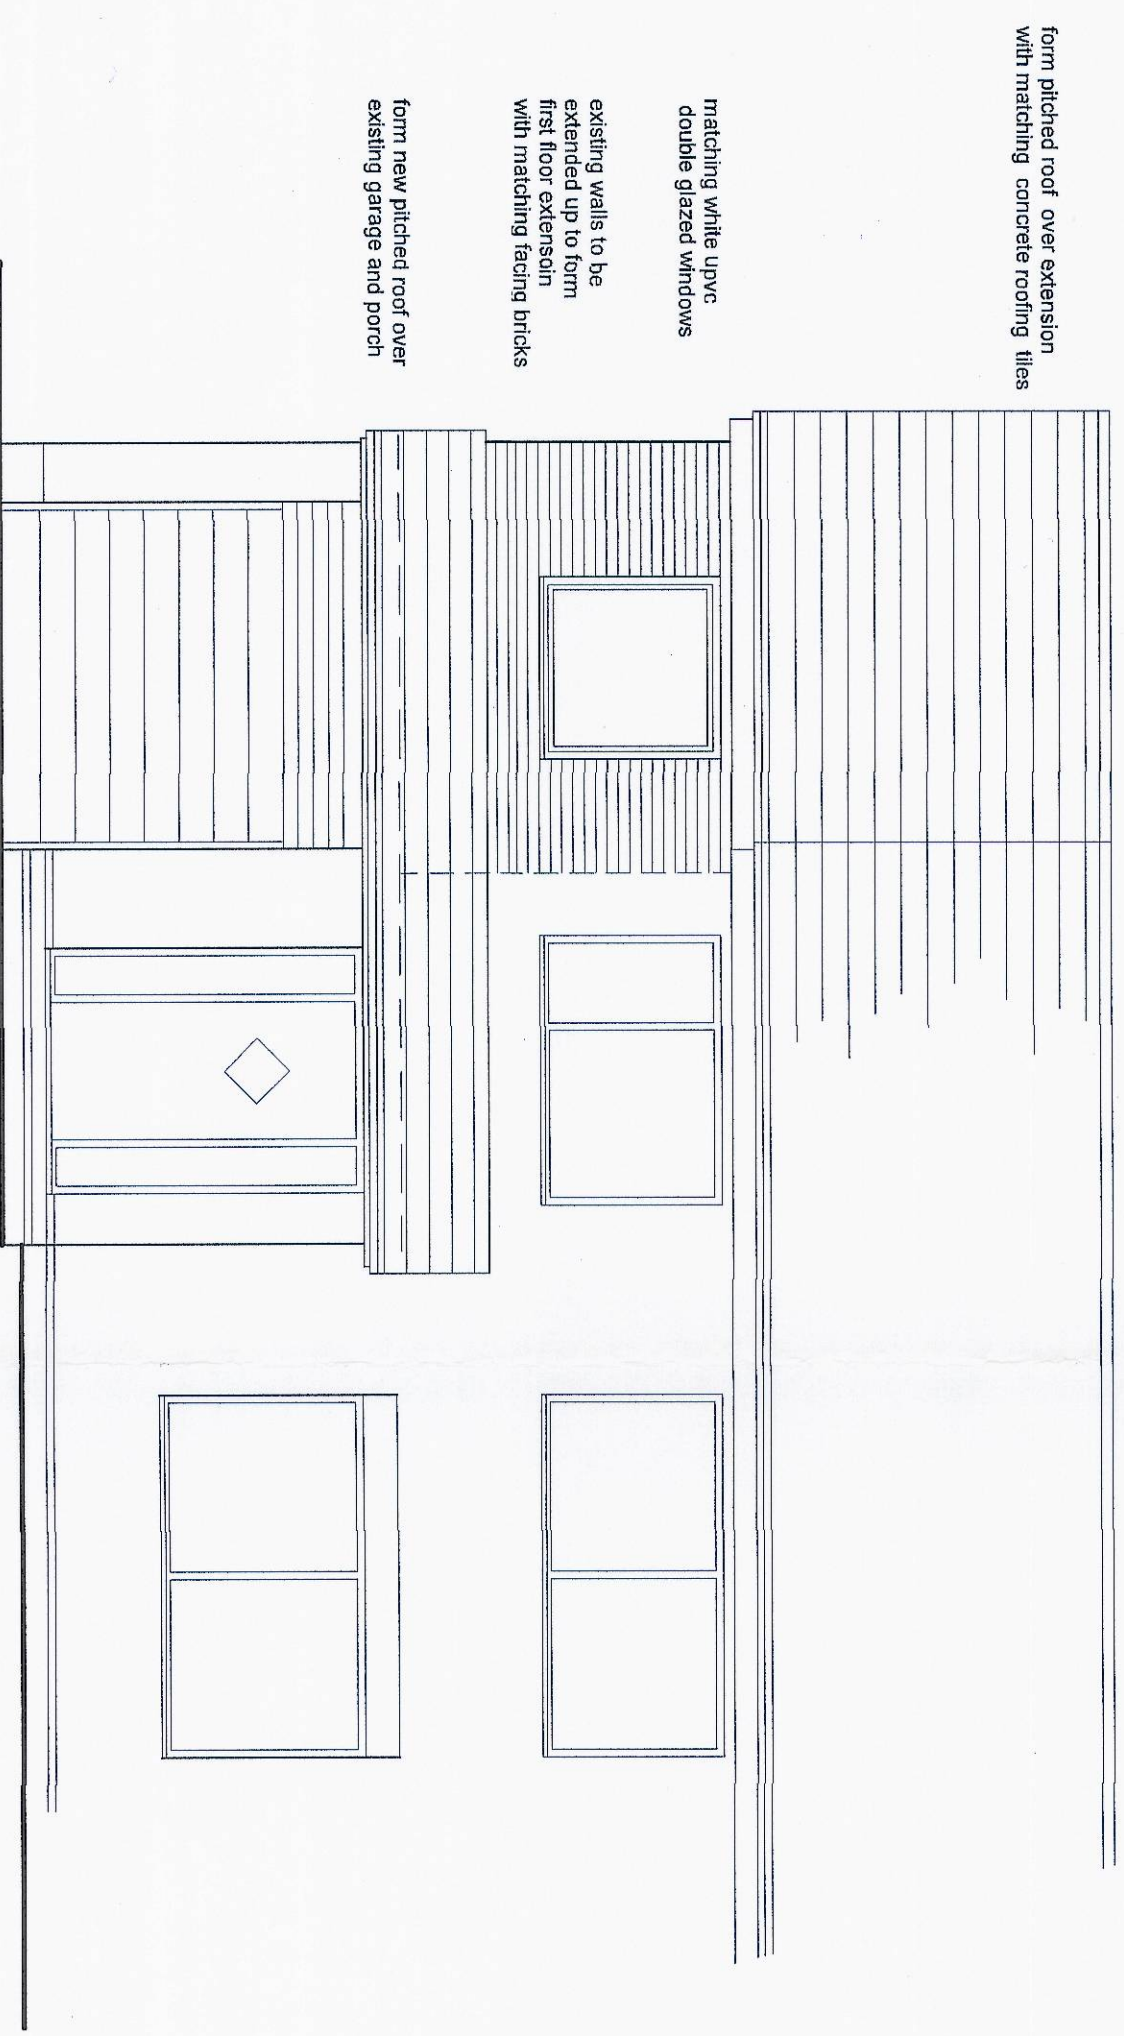 form pitched roof over extension
with matching concrete roofing tiles
matching white upvc
double glazed windows
existing walls to be
extended up to form
first floor extensoin
with matching facing bricks
form new pitched roof over
existing garage and porch